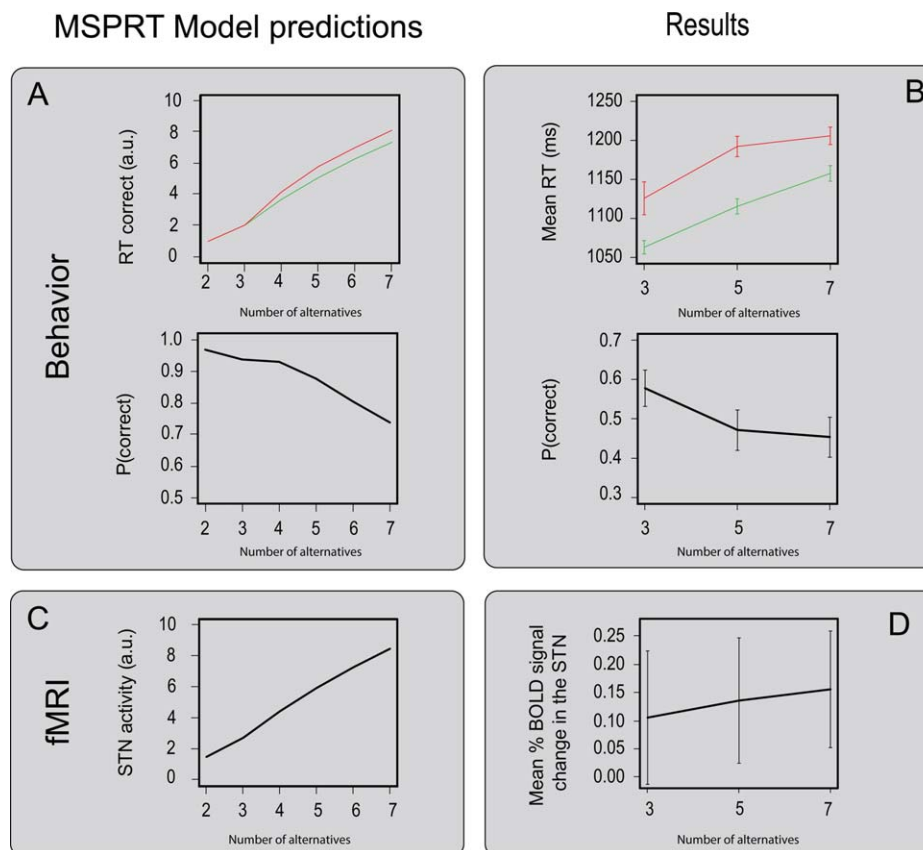 MSPRT Model predictions
Results
A
RT correct (a.u.)
10
8
6
4
2
0
2 3 4 5 6 7
Number of alternatives
Behavior
P(correct)
1.0
0.9
0.8
0.7
0.6
0.5
2 3 4 5 6 7
Number of alternatives
B
Mean RT (ms)
1250
1200
1150
1100
1050
3 5 7
Number of alternatives
P(correct)
0.7
0.6
0.5
0.4
0.3
3 5 7
Number of alternatives
C
fMRI
STN activity (a.u.)
10
8
6
4
2
0
2 3 4 5 6 7
Number of alternatives
D
Mean % BOLD signal
change in the STN
0.25
0.20
0.15
0.10
0.05
0.00
3 5 7
Number of alternatives